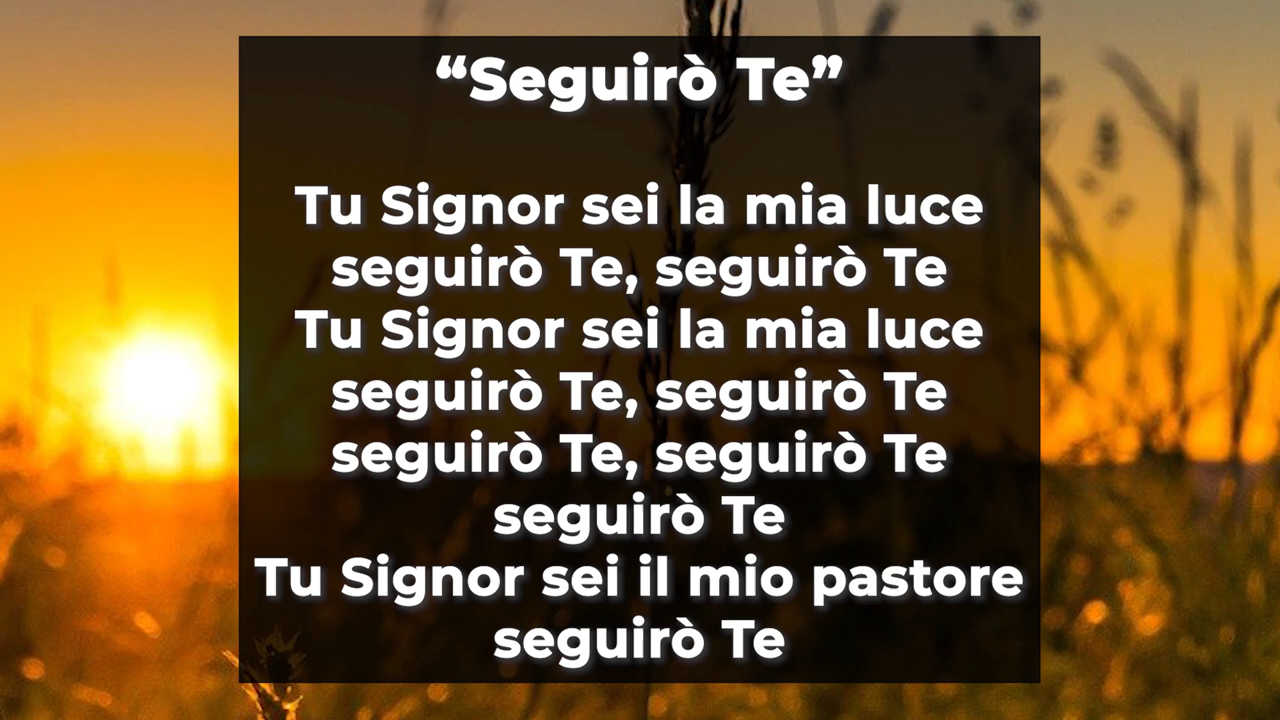 “Seguirò Te”
Tu Signor sei la mia luce
seguirò Te, seguirò Te
Tu Signor sei la mia luce
seguirò Te, seguirò Te
seguirò Te, seguirò Te
seguirò Te
Tu Signor sei il mio pastore
seguirò Te